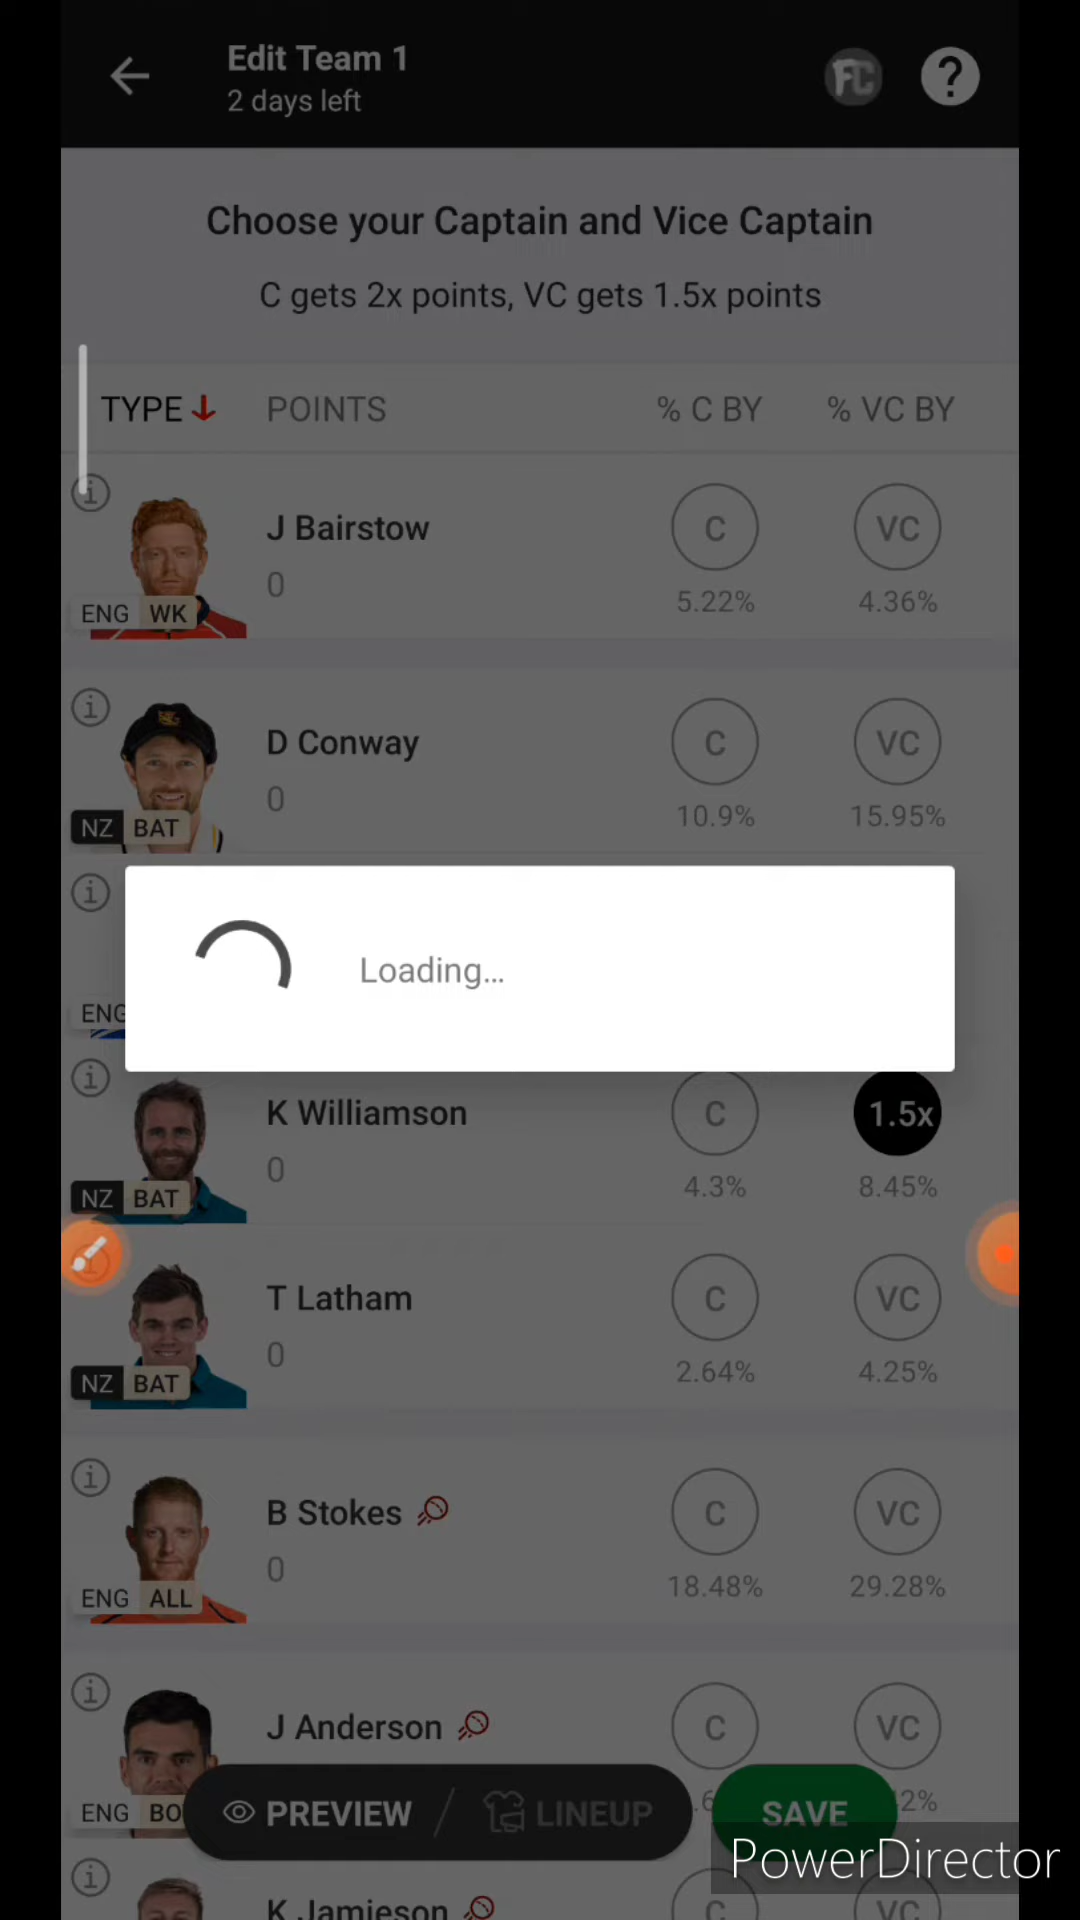 Edit Team 1
2 days left
FC
?
Choose your Captain and Vice Captain
C gets 2x points, VC gets 1.5x points
TYPE POINTS % C BY % VC BY
J Bairstow C VC
0
5.22% 4.36%
ENG WK
D Conway C VC
0
10.9% 15.95%
NZ BAT
Loading...
ENG
K Williamson C 1.5x
0
4.3% 8.45%
NZ BAT
T Latham C VC
0
2.64% 4.25%
NZ BAT
B Stokes C VC
0
18.48% 29.28%
ENG ALL
J Anderson C VC
ENG BO
PREVIEW / LINEUP SAVE
PowerDirector
K Jamieson C VC